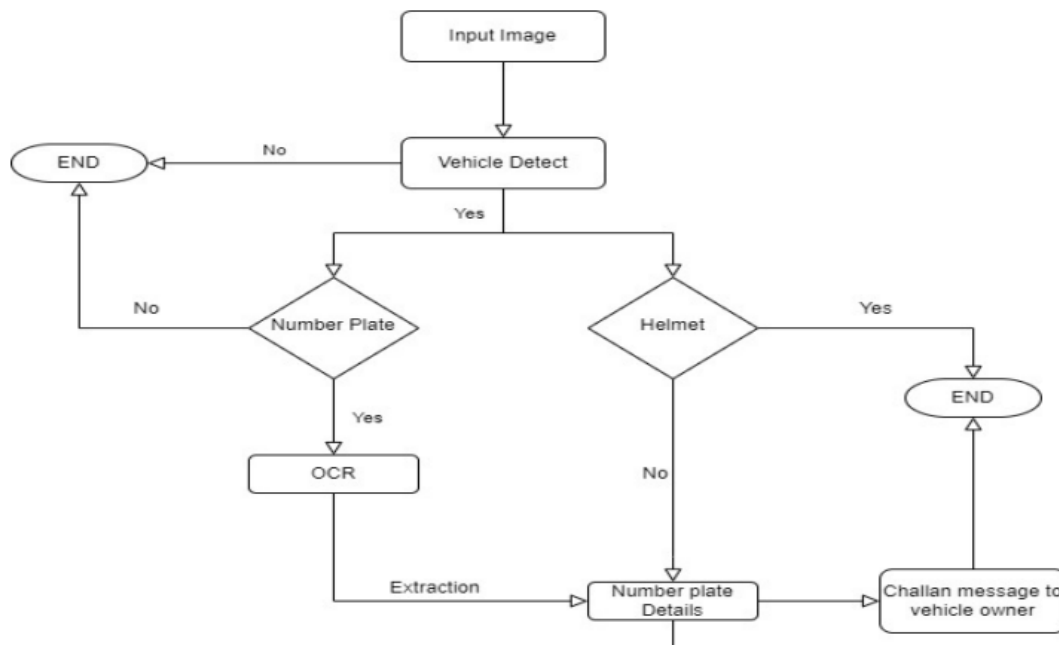 Input Image
Vehicle Detect
No
END
Yes
Number Plate
No
Helmet
Yes
END
Yes
OCR
No
Extraction
Number plate
Details
Challan message to
vehicle owner